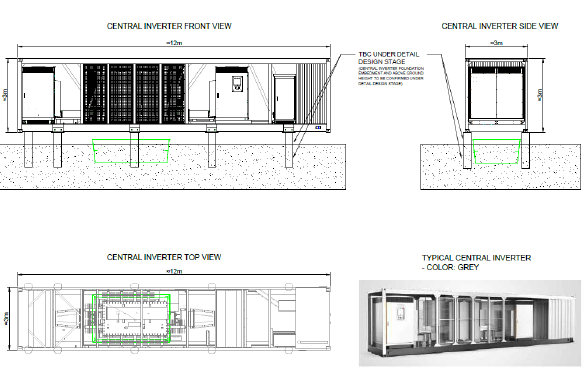 CENTRAL INVERTER FRONT VIEW
CENTRAL INVERTER SIDE VIEW
≈12m
≈3m
TBC UNDER DETAIL
DESIGN STAGE
(CENTRAL INVERTER FOUNDATION
EMBEDMENT AND ABOVE GROUND
HEIGHT TO BE CONFIRMED UNDER
DETAIL DESIGN STAGE)
≈3m
≈3m
CENTRAL INVERTER TOP VIEW
≈12m
≈3m
TYPICAL CENTRAL INVERTER
- COLOR: GREY